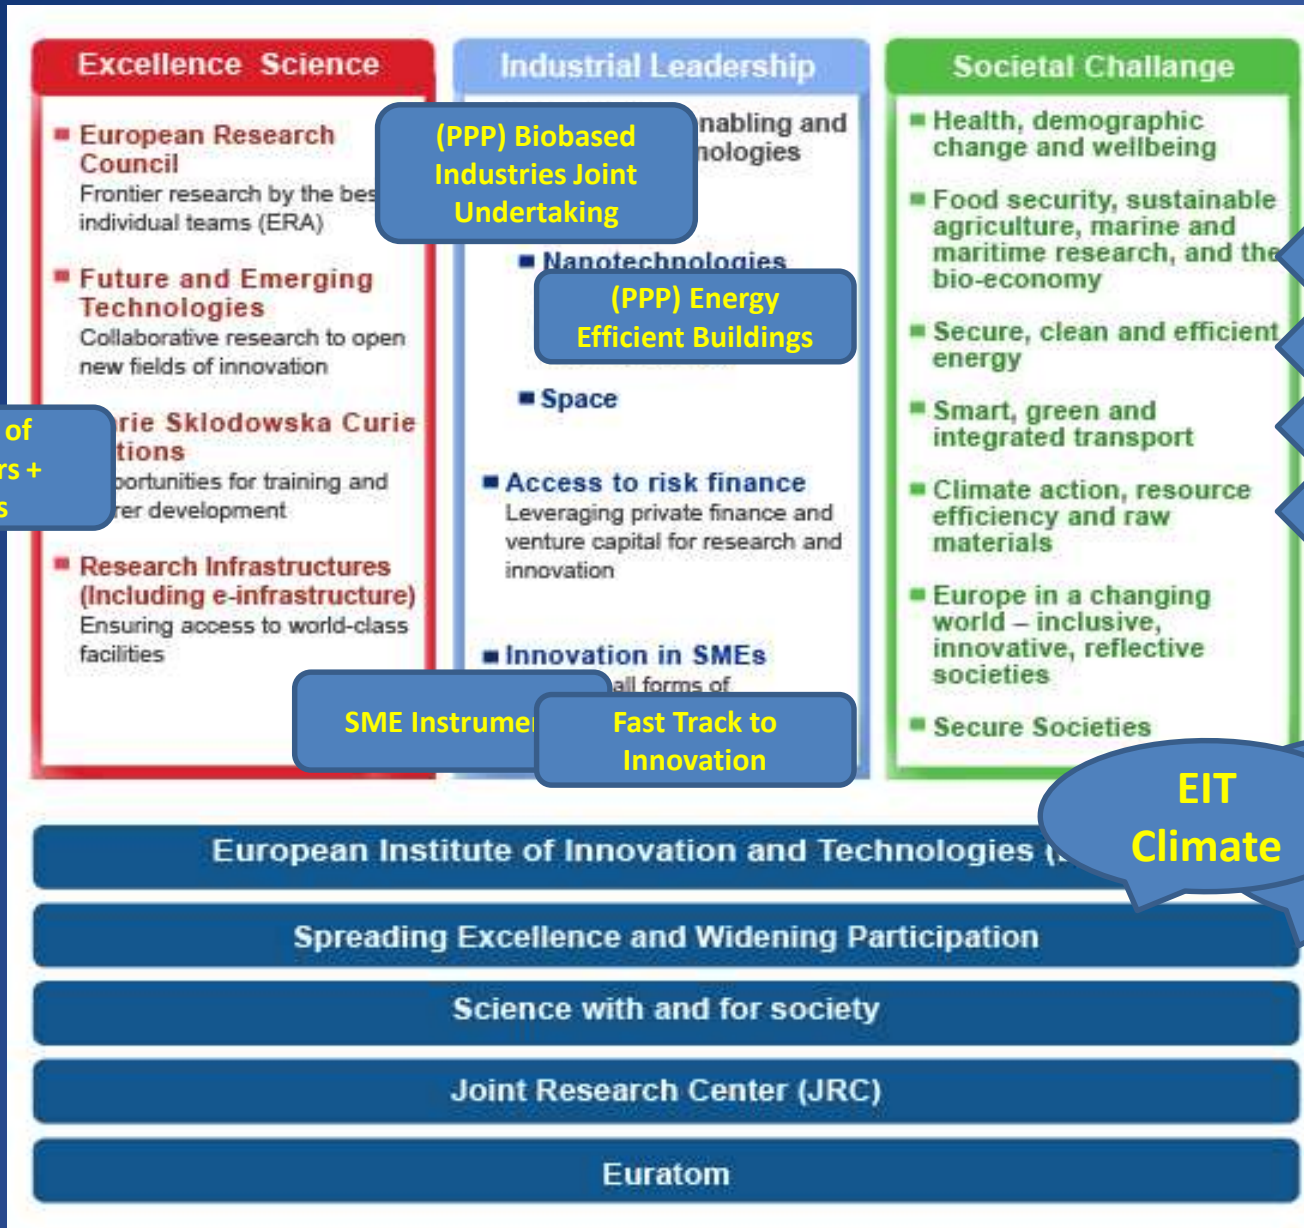 Excellence Science
European Research
Council
Frontier research by the bes
individual teams (ERA)
Future and Emerging
Technologies
Collaborative research to open
new fields of innovation
of
rs +
s
rie Sklodowska Curie
tions
portunities for training and
rer development
Research Infrastructures
(Including e-infrastructure)
Ensuring access to world-class
facilities
Industrial Leadership
(PPP) Biobased
Industries Joint
Undertaking
nabling and
nologies
Nanotechnologies
(PPP) Energy
Efficient Buildings
Space
Access to risk finance
Leveraging private finance and
venture capital for research and
innovation
Innovation in SMEs
all forms of
SME Instrume
Fast Track to
Innovation
Societal Challange
Health, demographic
change and wellbeing
Food security, sustainable
agriculture, marine and
maritime research, and the
bio-economy
Secure, clean and efficient
energy
Smart, green and
integrated transport
Climate action, resource
efficiency and raw
materials
Europe in a changing
world – inclusive,
innovative, reflective
societies
Secure Societies
EIT
Climate
European Institute of Innovation and Technologies (
Spreading Excellence and Widening Participation
Science with and for society
Joint Research Center (JRC)
Euratom